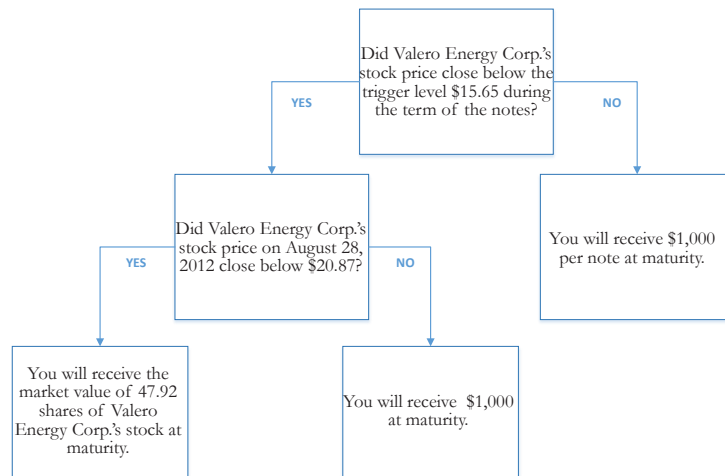 Did Valero Energy Corp.'s
stock price close below the
trigger level $15.65 during
the term of the notes?
YES
NO
Did Valero Energy Corp.'s
stock price on August 28,
2012 close below $20.87?
You will receive $1,000
per note at maturity.
YES
NO
You will receive the
market value of 47.92
shares of Valero
Energy Corp.'s stock at
maturity.
You will receive $1,000
at maturity.